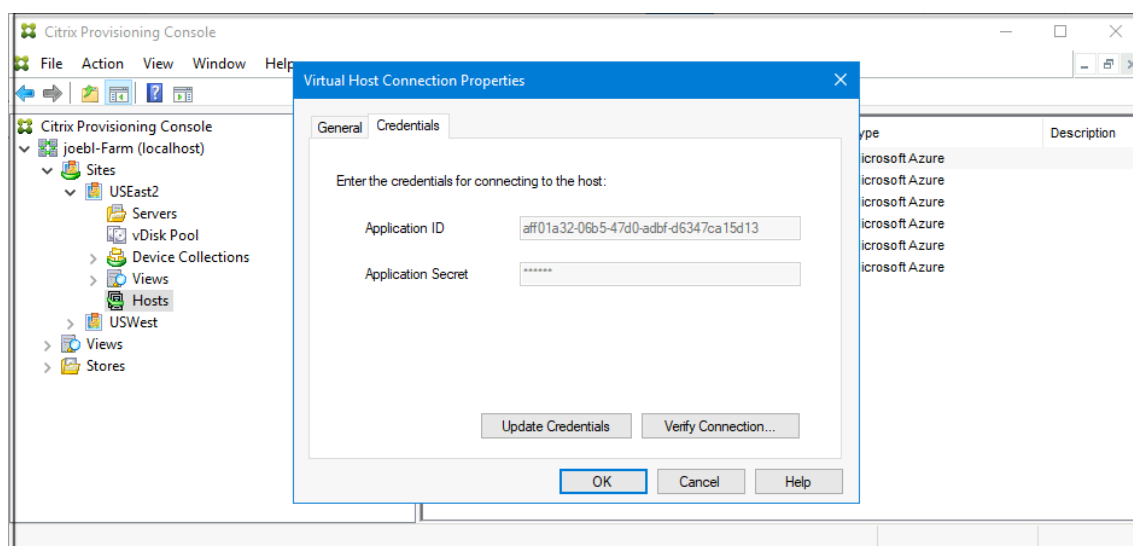 Citrix Provisioning Console
File Action View Window Help
Citrix Provisioning Console
joebl-Farm (localhost)
Sites
USEast2
Servers
vDisk Pool
Device Collections
Views
Hosts
USWest
Views
Stores
Virtual Host Connection Properties
General Credentials
Enter the credentials for connecting to the host:
Application ID aff01a32-06b5-47d0-adbf-d6347ca15d13
Application Secret ******
Update Credentials Verify Connection...
OK Cancel Help
ype Description
icrosoft Azure
icrosoft Azure
icrosoft Azure
icrosoft Azure
icrosoft Azure
icrosoft Azure